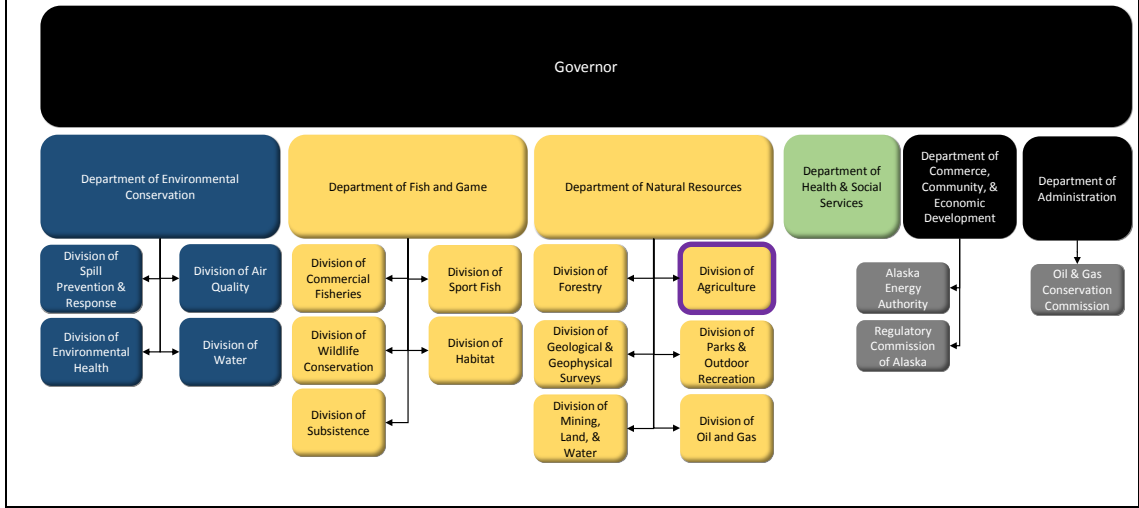 Governor
Department of Environmental
Conservation
Department of Fish and Game
Department of Natural Resources
Department of
Health & Social
Services
Department of
Commerce,
Community, &
Economic
Development
Department of
Administration
Division of
Spill
Prevention &
Response
Division of Air
Quality
Division of
Environmental
Health
Division of
Water
Division of
Commercial
Fisheries
Division of
Sport Fish
Division of
Wildlife
Conservation
Division of
Habitat
Division of
Subsistence
Division of
Forestry
Division of
Agriculture
Division of
Geological &
Geophysical
Surveys
Division of
Parks &
Outdoor
Recreation
Division of
Mining,
Land, &
Water
Division of
Oil and Gas
Alaska
Energy
Authority
Regulatory
Commission
of Alaska
Oil & Gas
Conservation
Commission